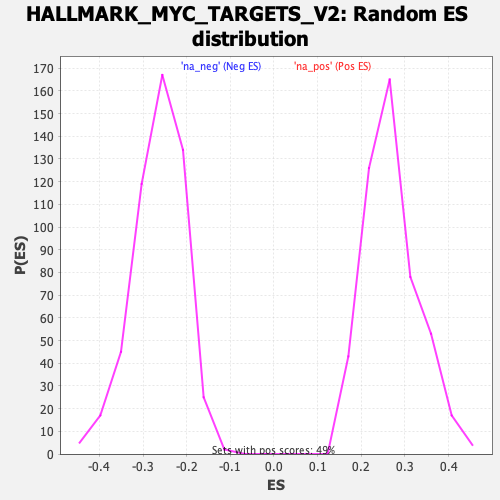 HALLMARK_MYC_TARGETS_V2: Random ES
distribution
'na_neg' (Neg ES) 'na_pos' (Pos ES)
170
160
150
140
130
120
110
100
90
80
70
60
50
40
30
20
10
0
P(ES)
Sets with pos scores: 49%
-0.4 -0.3 -0.2 -0.1 0.0 0.1 0.2 0.3 0.4
ES